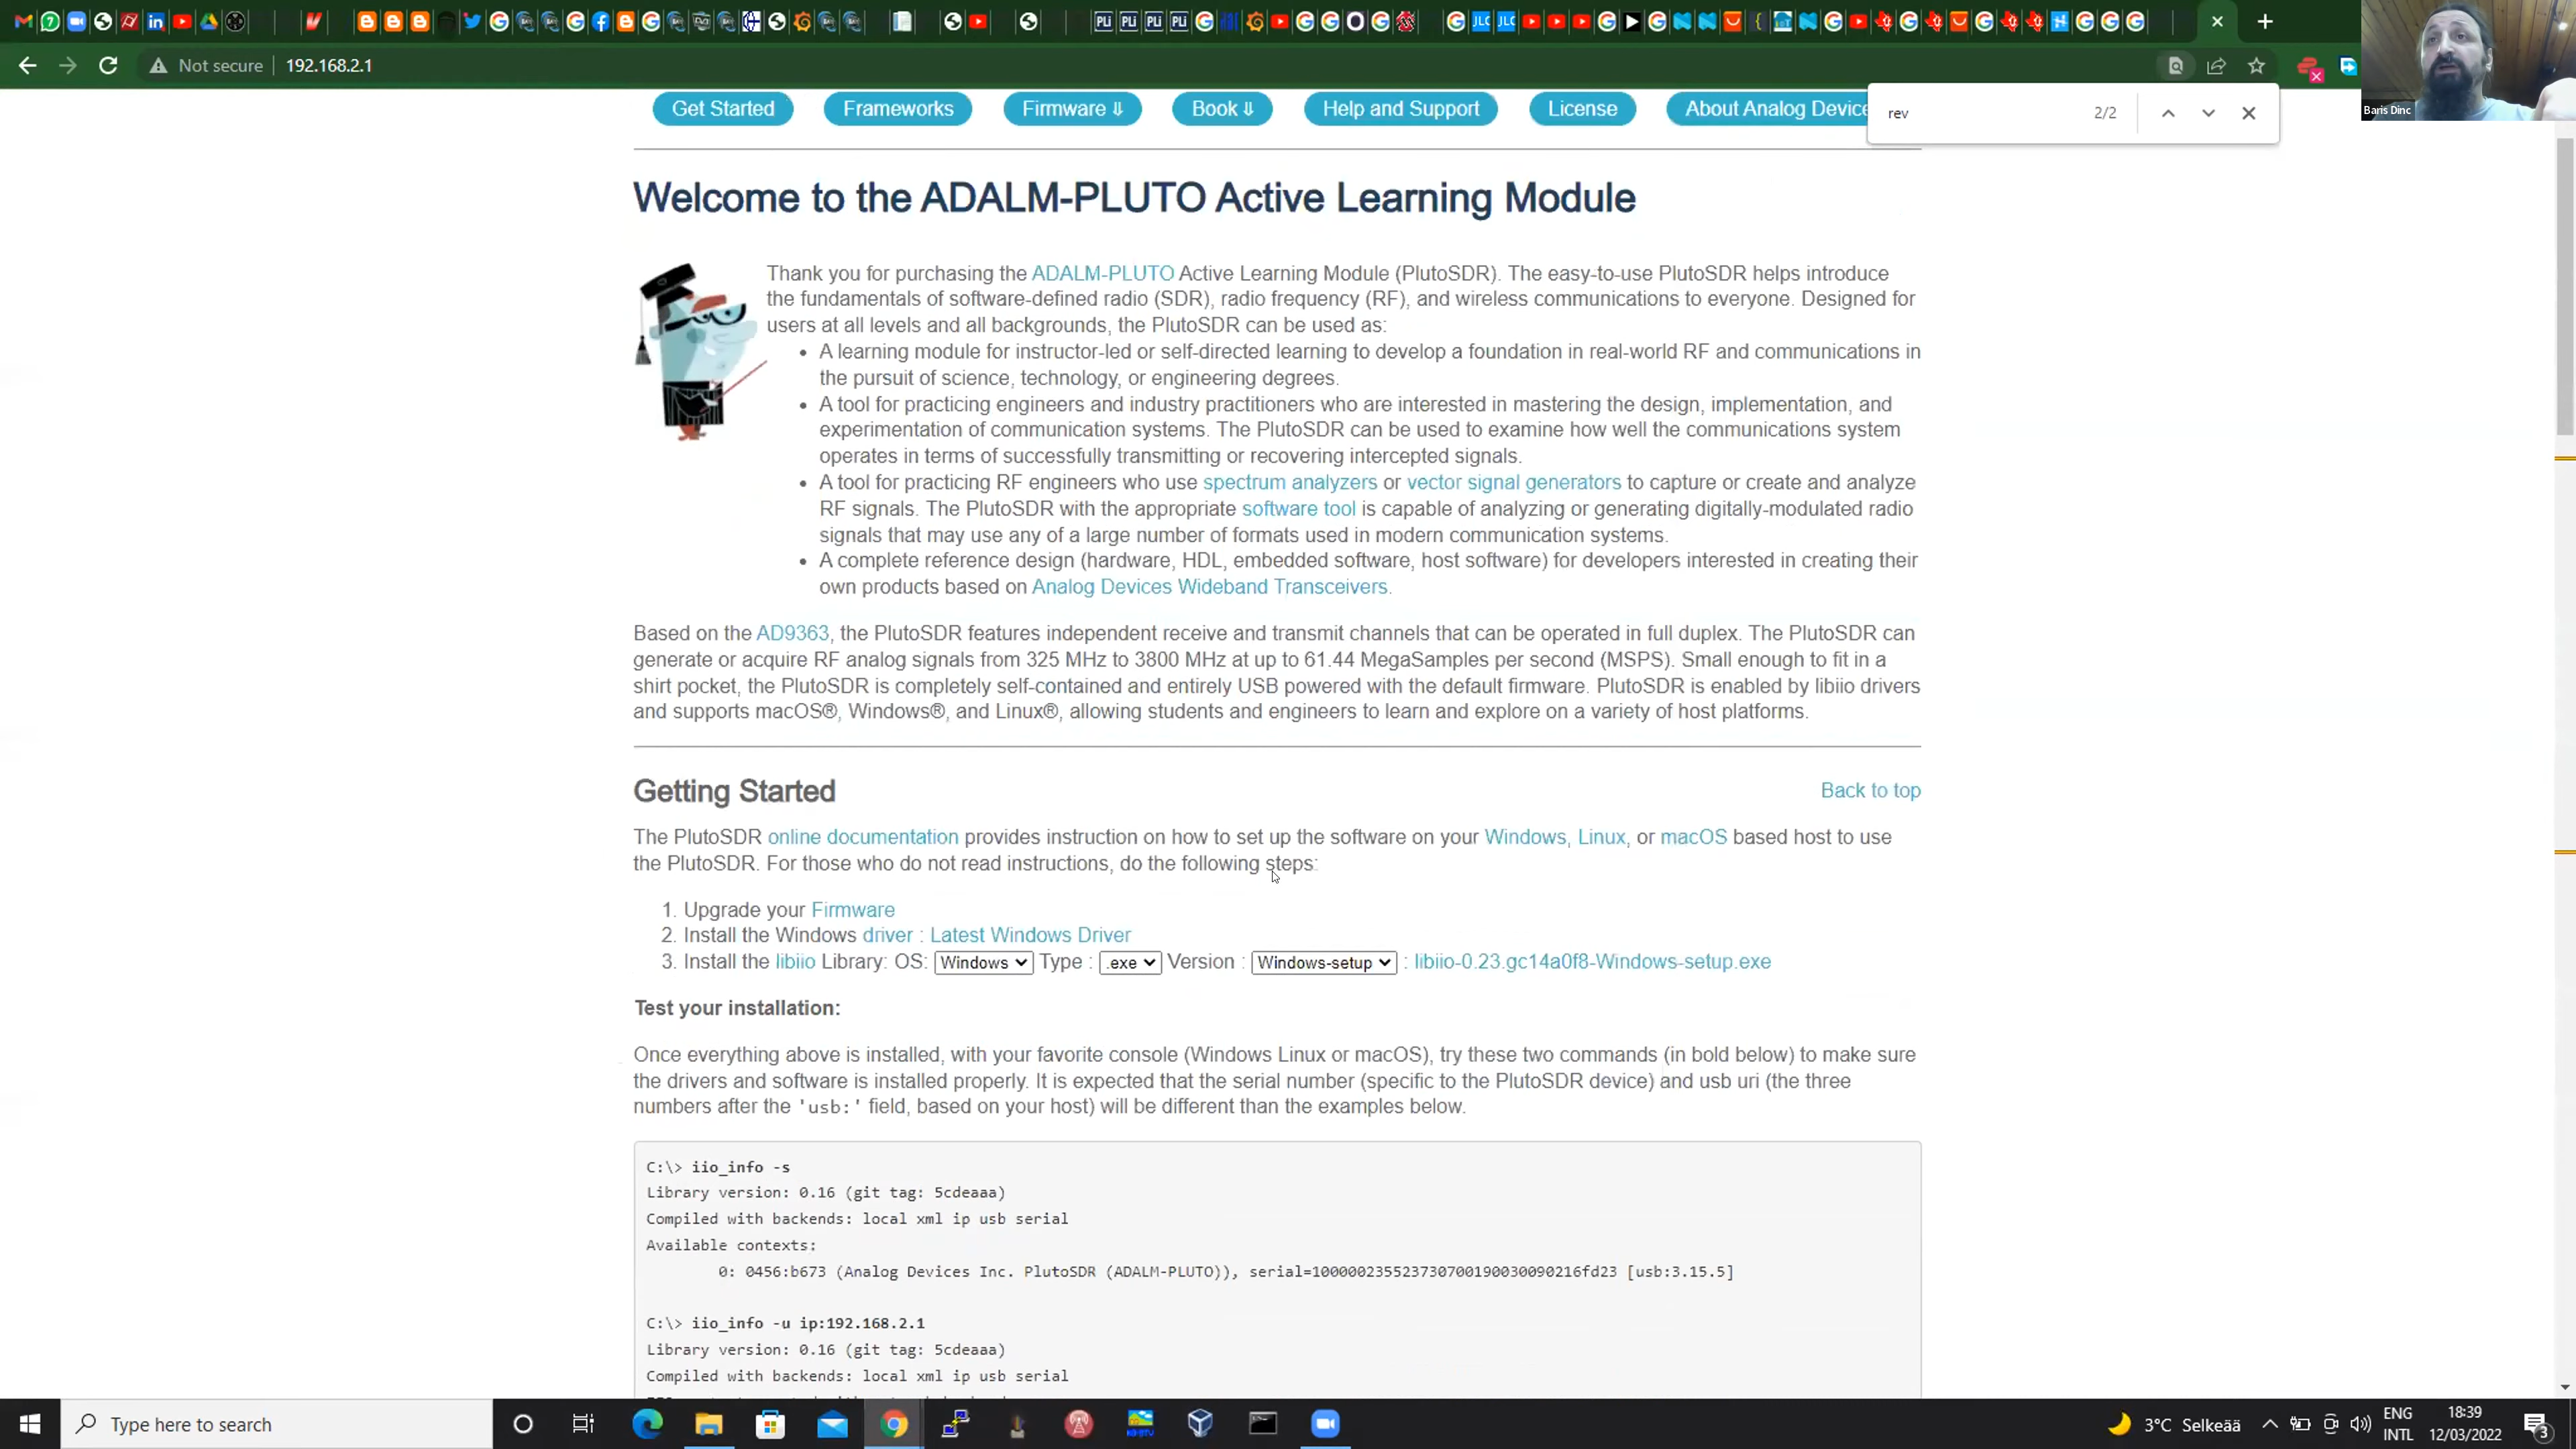 Not secure
192.168.2.1
Get Started
Frameworks
Firmware ⇓
Book ⇓
Help and Support
License
About Analog Device
rev
2/2
Baris Dinc
Welcome to the ADALM-PLUTO Active Learning Module
Thank you for purchasing the ADALM-PLUTO Active Learning Module (PlutoSDR). The easy-to-use PlutoSDR helps introduce
the fundamentals of software-defined radio (SDR), radio frequency (RF), and wireless communications to everyone. Designed for
users at all levels and all backgrounds, the PlutoSDR can be used as:
• A learning module for instructor-led or self-directed learning to develop a foundation in real-world RF and communications in
the pursuit of science, technology, or engineering degrees.
• A tool for practicing engineers and industry practitioners who are interested in mastering the design, implementation, and
experimentation of communication systems. The PlutoSDR can be used to examine how well the communications system
operates in terms of successfully transmitting or recovering intercepted signals.
• A tool for practicing RF engineers who use spectrum analyzers or vector signal generators to capture or create and analyze
RF signals. The PlutoSDR with the appropriate software tool is capable of analyzing or generating digitally-modulated radio
signals that may use any of a large number of formats used in modern communication systems.
• A complete reference design (hardware, HDL, embedded software, host software) for developers interested in creating their
own products based on Analog Devices Wideband Transceivers.
Based on the AD9363, the PlutoSDR features independent receive and transmit channels that can be operated in full duplex. The PlutoSDR can
generate or acquire RF analog signals from 325 MHz to 3800 MHz at up to 61.44 MegaSamples per second (MSPS). Small enough to fit in a
shirt pocket, the PlutoSDR is completely self-contained and entirely USB powered with the default firmware. PlutoSDR is enabled by libiio drivers
and supports macOS®, Windows®, and Linux®, allowing students and engineers to learn and explore on a variety of host platforms.
Getting Started
Back to top
The PlutoSDR online documentation provides instruction on how to set up the software on your Windows, Linux, or macOS based host to use
the PlutoSDR. For those who do not read instructions, do the following steps:
1. Upgrade your Firmware
2. Install the Windows driver : Latest Windows Driver
3. Install the libiio Library: OS: Windows Type : .exe Version : Windows-setup : libiio-0.23.gc14a0f8-Windows-setup.exe
Test your installation:
Once everything above is installed, with your favorite console (Windows Linux or macOS), try these two commands (in bold below) to make sure
the drivers and software is installed properly. It is expected that the serial number (specific to the PlutoSDR device) and usb uri (the three
numbers after the 'usb:' field, based on your host) will be different than the examples below.
C:\> iio_info -s
Library version: 0.16 (git tag: 5cdeaaa)
Compiled with backends: local xml ip usb serial
Available contexts:
0: 0456:b673 (Analog Devices Inc. PlutoSDR (ADALM-PLUTO)), serial=10000023552373070019003009​0216fd23 [usb:3.15.5]
C:\> iio_info -u ip:192.168.2.1
Library version: 0.16 (git tag: 5cdeaaa)
Compiled with backends: local xml ip usb serial
Type here to search
3°C Selkeää
ENG
INTL
18:39
12/03/2022
3